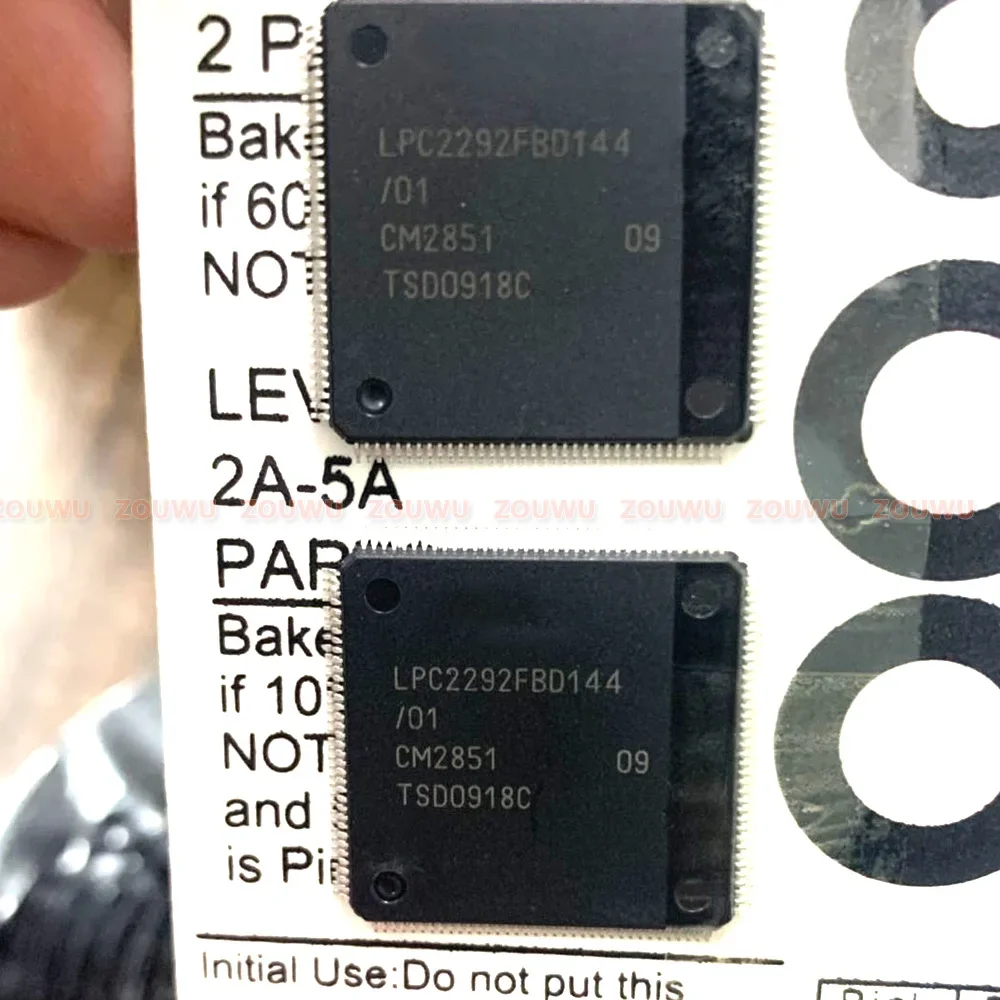 2 P
Bak
if 60
NOT
LEV
2A-5A
PAR
Bake
if 10
NOT
and
is Pi
Initial Use:Do not put this
LPC2292FBD144
/01
CM2851 09
TSD0918C
LPC2292FBD144
/01
CM2851 09
TSD0918C
ZOUWU ZOUWU ZOUWU ZOUWU ZOUWU ZOUWU ZOUWU ZOUWU